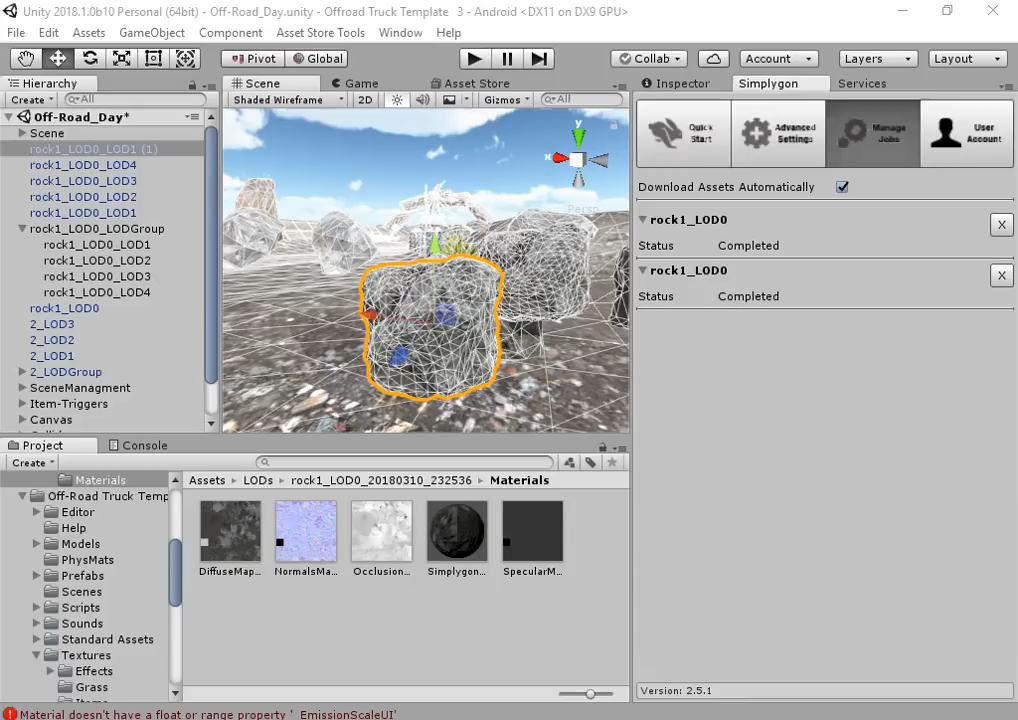 Unity 2018.1.0b10 Personal (64bit) - Off-Road_Day.unity - Offroad Truck Template   3 - Android <DX11 on DX9 GPU>
File Edit Assets GameObject Component Asset Store Tools Window Help
Pivot Global Collab Account Layers Layout
Hierarchy
Create All
Off-Road_Day*
Scene
rock1_LOD0_LOD1 (1)
rock1_LOD0_LOD4
rock1_LOD0_LOD3
rock1_LOD0_LOD2
rock1_LOD0_LOD1
rock1_LOD0_LODGroup
rock1_LOD0_LOD1
rock1_LOD0_LOD2
rock1_LOD0_LOD3
rock1_LOD0_LOD4
rock1_LOD0
2_LOD3
2_LOD2
2_LOD1
2_LODGroup
SceneManagment
Item-Triggers
Canvas
Scene Game Asset Store
Shaded Wireframe 2D Gizmos All
y
x
Persp
Inspector Simplygon Services
Quick Start
Advanced Settings
Manage Jobs
User Account
Download Assets Automatically
rock1_LOD0
X
Status Completed
rock1_LOD0
X
Status Completed
Version: 2.5.1
Project Console
Create
Materials
Off-Road Truck Temp
Editor
Help
Models
PhysMats
Prefabs
Scenes
Scripts
Sounds
Standard Assets
Textures
Effects
Grass
Assets LODs rock1_LOD0_20180310_232536 Materials
DiffuseMap... NormalsMa... Occlusion... Simplygon... SpecularM...
Material doesn't have a float or range property '_EmissionScaleUI'